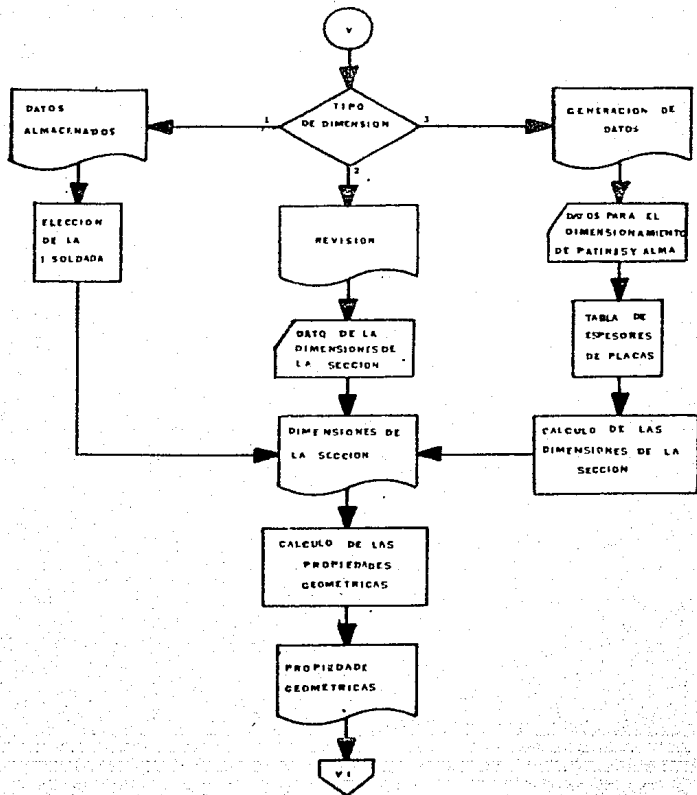 V
TIPO
DE DIMENSION
1
3
2
DATOS
ALMACENADOS
GENERACION DE
DATOS
ELECCION
DE LA
I SOLDADA
REVISION
DATOS PARA EL
DIMENSIONAMIENTO
DE PATINES Y ALMA
DATO DE LA
DIMENSIONES DE
LA SECCION
TABLA DE
ESPESORES
DE PLACAS
DIMENSIONES DE
LA SECCION
CALCULO DE LAS
DIMENSIONES DE LA
SECCION
CALCULO DE LAS
PROPIEDADES
GEOMETRICAS
PROPIEDADE
GEOMETRICAS
VI